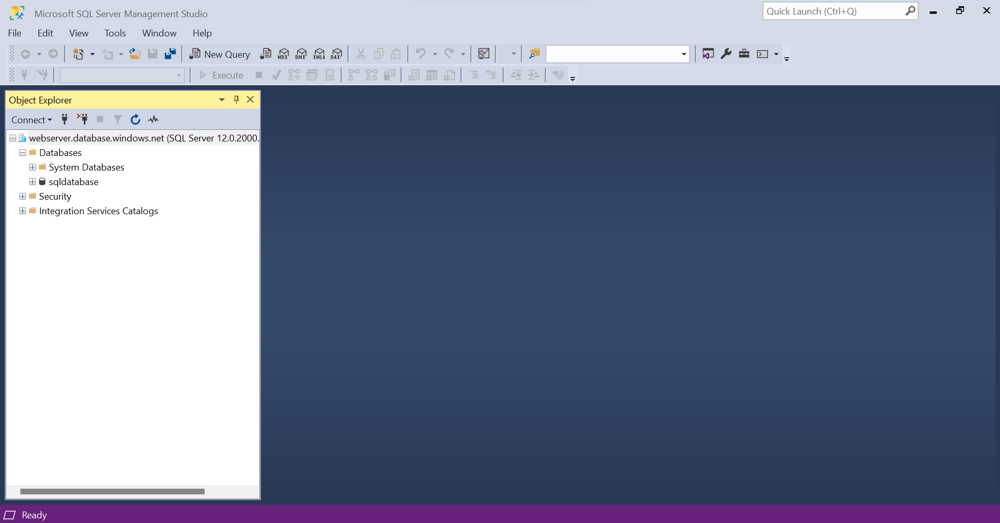 Microsoft SQL Server Management Studio
Quick Launch (Ctrl+Q)
File Edit View Tools Window Help
New Query MDX DMX XMLA DAX
Execute
Object Explorer
Connect
webserver.database.windows.net (SQL Server 12.0.2000.
Databases
System Databases
sqldatabase
Security
Integration Services Catalogs
Ready